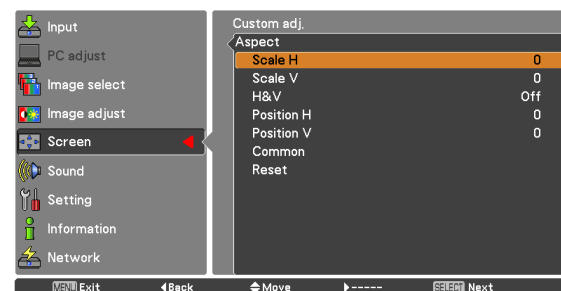 Input
PC adjust
Image select
Image adjust
Screen
Sound
Setting
Information
Network
Custom adj.
Aspect
Scale H 0
Scale V 0
H&V Off
Position H 0
Position V 0
Common
Reset
MENU Exit ◀Back Move ▶----- SELECT Next